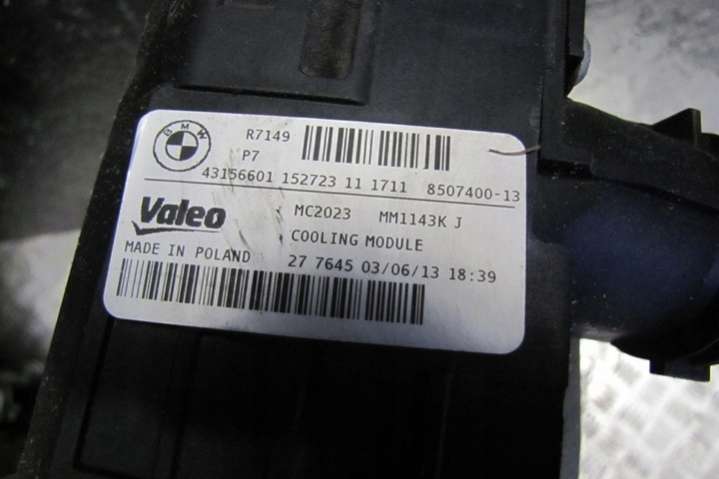 BMW R7149
P7
43156601 152723 11 1711 8507400-13
Valeo MC2023 MM1143K J
COOLING MODULE
MADE IN POLAND 27 7645 03/06/13 18:39